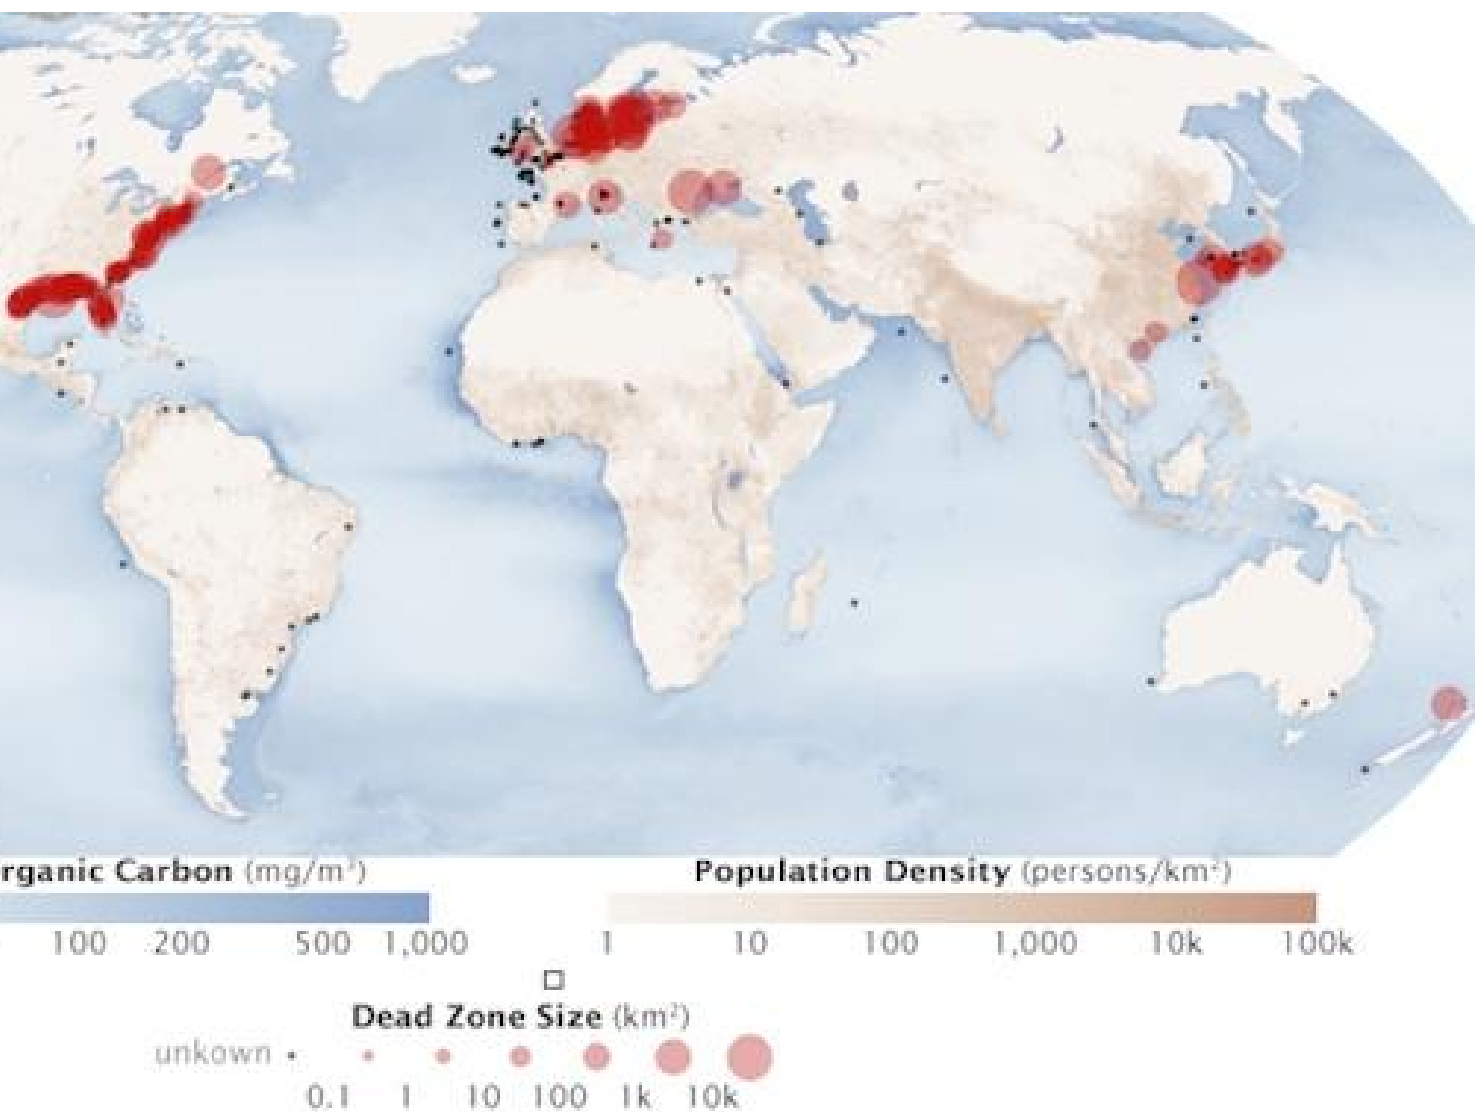 rganic Carbon (mg/m³)
Population Density (persons/km²)
100 200 500 1,000
1 10 100 1,000 10k 100k
Dead Zone Size (km²)
unkown
0.1 1 10 100 1k 10k